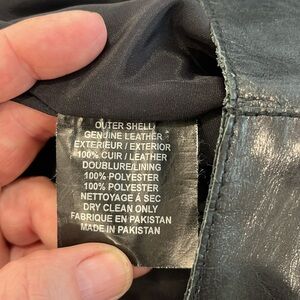 OUTER SHELL
GENUINE LEATHER
EXTERIEUR / EXTERIOR
100% CUIR / LEATHER
DOUBLURE/LINING
100% POLYESTER
100% POLYESTER
NETTOYAGE Á SEC
DRY CLEAN ONLY
FABRIQUE EN PAKISTAN
MADE IN PAKISTAN